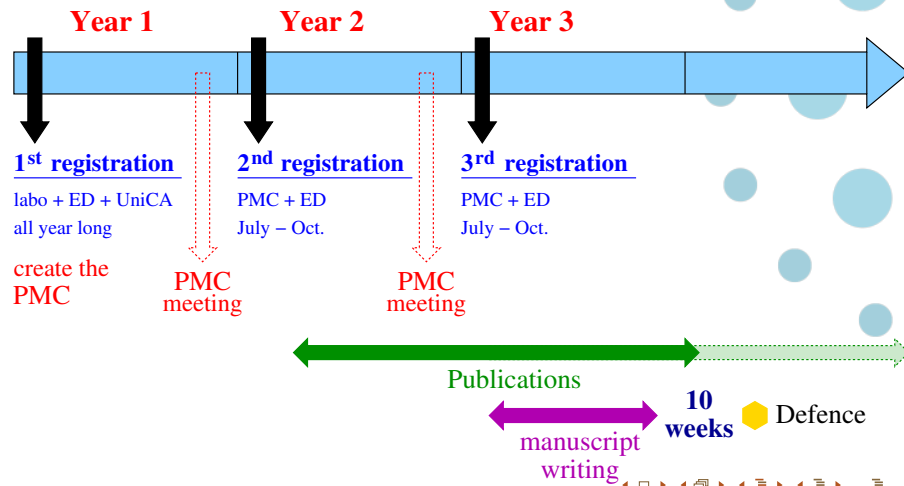 Year 1
Year 2
Year 3
1st registration
labo + ED + UniCA
all year long
create the
PMC
PMC
meeting
2nd registration
PMC + ED
July − Oct.
PMC
meeting
3rd registration
PMC + ED
July − Oct.
Publications
manuscript
writing
10
weeks
Defence